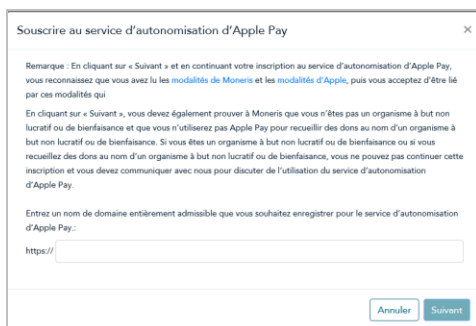 Souscrire au service d’autonomisation d’Apple Pay
×
Remarque : En cliquant sur « Suivant » et en continuant votre inscription au service d’autonomisation d’Apple Pay,
vous reconnaissez que vous avez lu les modalités de Moneris et les modalités d’Apple, puis vous acceptez d’être lié
par ces modalités qui
En cliquant sur « Suivant », vous devez également prouver à Moneris que vous n’êtes pas un organisme à but non
lucratif ou de bienfaisance et que vous n’utiliserez pas Apple Pay pour recueillir des dons au nom d’un organisme à
but non lucratif ou de bienfaisance. Si vous êtes un organisme à but non lucratif ou de bienfaisance ou si vous
recueillez des dons au nom d’un organisme à but non lucratif ou de bienfaisance, vous ne pouvez pas continuer cette
inscription et vous devez communiquer avec nous pour discuter de l’utilisation du service d’autonomisation
d’Apple Pay.
Entrez un nom de domaine entièrement admissible que vous souhaitez enregistrer pour le service d’autonomisation
d’Apple Pay.:
https://
Annuler Suivant